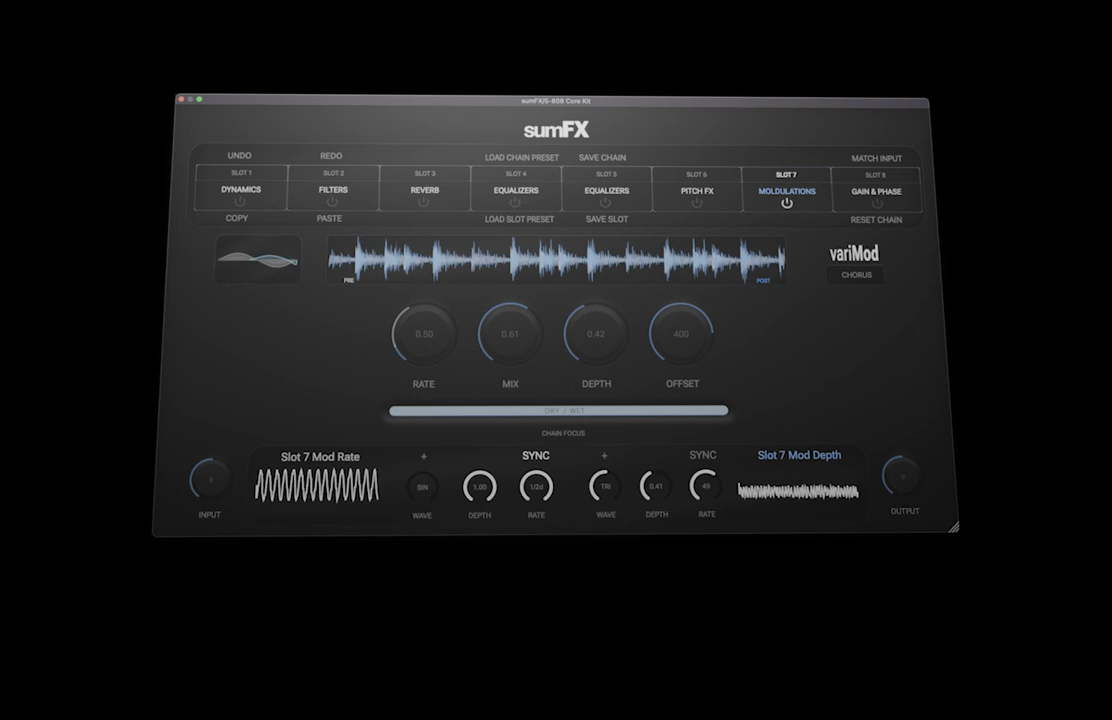 sumFX/S-808 Core Kit
sumFX
UNDO REDO LOAD CHAIN PRESET SAVE CHAIN MATCH INPUT
SLOT 1 SLOT 2 SLOT 3 SLOT 4 SLOT 5 SLOT 6 SLOT 7 SLOT 8
DYNAMICS FILTERS REVERB EQUALIZERS EQUALIZERS PITCH FX MOLDULATIONS GAIN & PHASE
COPY PASTE LOAD SLOT PRESET SAVE SLOT RESET CHAIN
variMod
CHORUS
PRE POST
0.50 0.61 0.42 400
RATE MIX DEPTH OFFSET
DRY / WET
CHAIN FOCUS
Slot 7 Mod Rate + SYNC + SYNC Slot 7 Mod Depth
SIN 1.00 1/2d TRI 0.41 49
INPUT WAVE DEPTH RATE WAVE DEPTH RATE OUTPUT